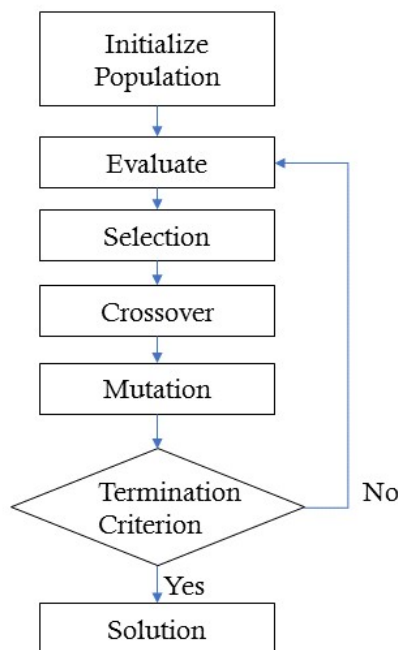 Initialize
Population
Evaluate
Selection
Crossover
Mutation
Termination
Criterion
No
Yes
Solution